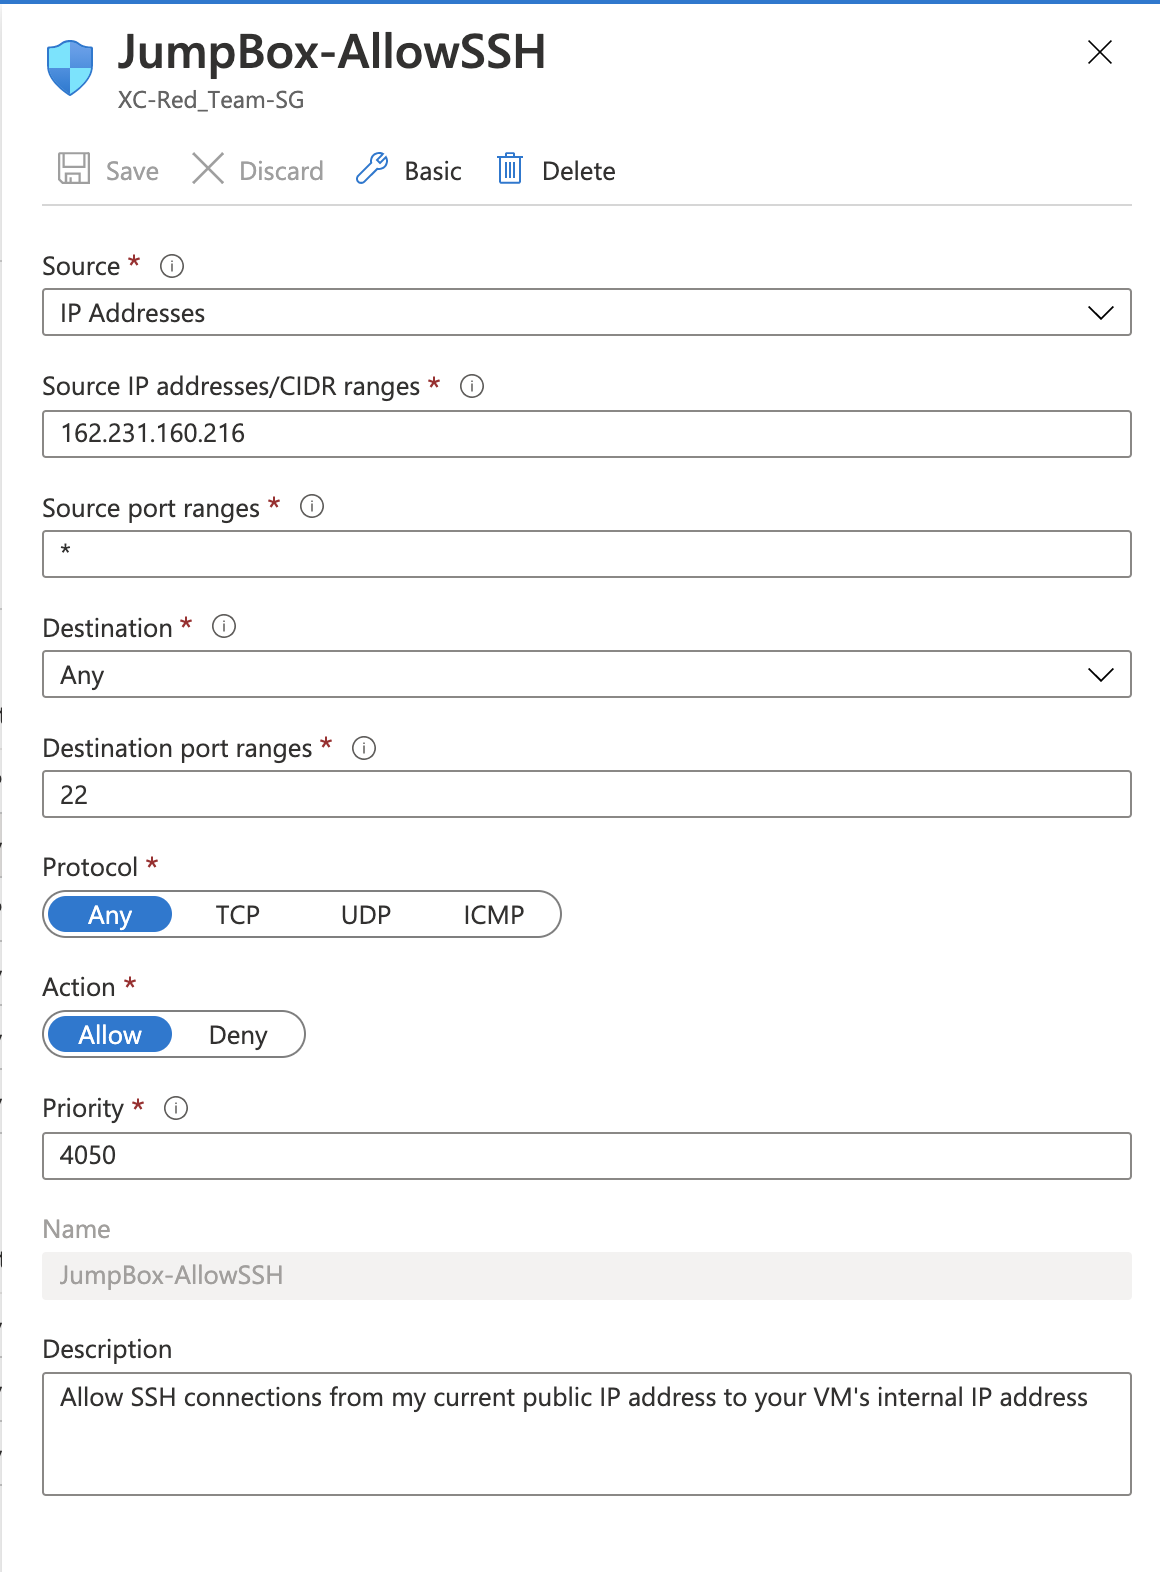 JumpBox-AllowSSH
XC-Red_Team-SG
Save Discard Basic Delete
Source *
IP Addresses
Source IP addresses/CIDR ranges *
162.231.160.216
Source port ranges *
*
Destination *
Any
Destination port ranges *
22
Protocol *
Any TCP UDP ICMP
Action *
Allow Deny
Priority *
4050
Name
JumpBox-AllowSSH
Description
Allow SSH connections from my current public IP address to your VM's internal IP address